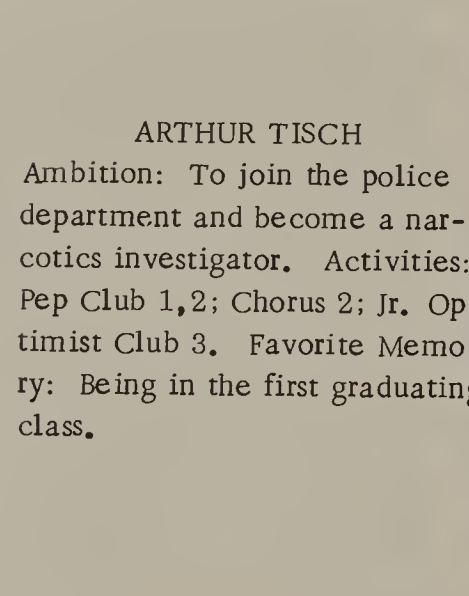 ARTHUR TISCH
Ambition: To join the police
department and become a nar-
cotics investigator. Activities:
Pep Club 1,2; Chorus 2; Jr. Op
timist Club 3. Favorite Memo
ry: Being in the first graduating
class.